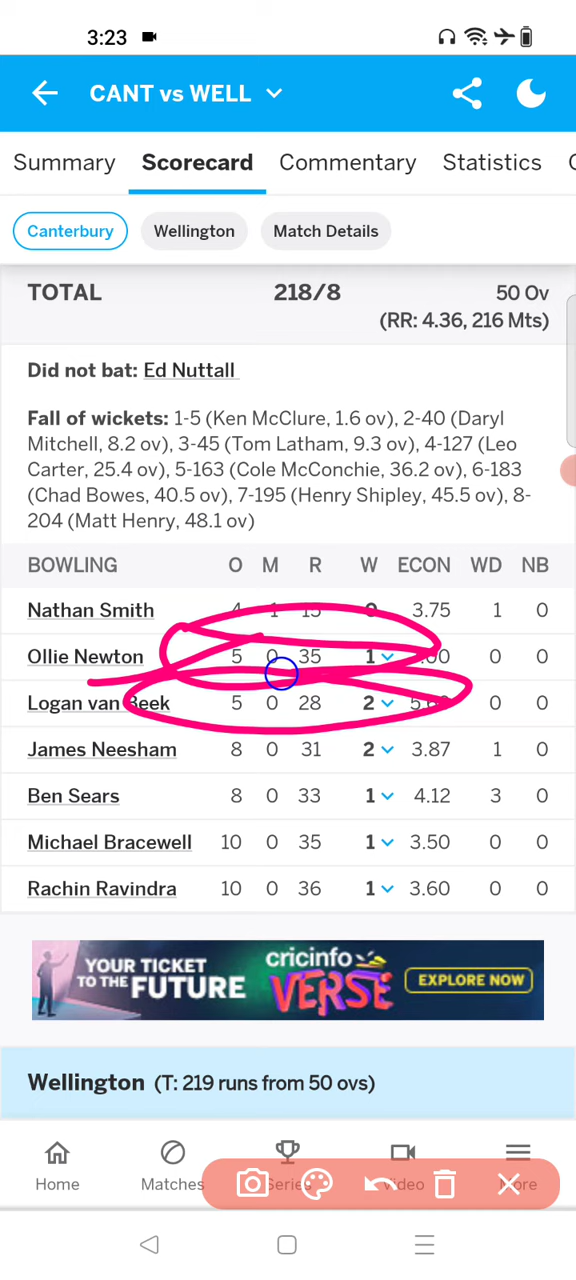 3:23
CANT vs WELL
Summary Scorecard Commentary Statistics
Canterbury Wellington Match Details
TOTAL 218/8 50 Ov
(RR: 4.36, 216 Mts)
Did not bat: Ed Nuttall
Fall of wickets: 1-5 (Ken McClure, 1.6 ov), 2-40 (Daryl
Mitchell, 8.2 ov), 3-45 (Tom Latham, 9.3 ov), 4-127 (Leo
Carter, 25.4 ov), 5-163 (Cole McConchie, 36.2 ov), 6-183
(Chad Bowes, 40.5 ov), 7-195 (Henry Shipley, 45.5 ov), 8-
204 (Matt Henry, 48.1 ov)
BOWLING O M R W ECON WD NB
Nathan Smith 4 1 15 0 3.75 1 0
Ollie Newton 5 0 35 1 0 0
Logan van Beek 5 0 28 2 0 0
James Neesham 8 0 31 2 3.87 1 0
Ben Sears 8 0 33 1 4.12 3 0
Michael Bracewell 10 0 35 1 3.50 0 0
Rachin Ravindra 10 0 36 1 3.60 0 0
YOUR TICKET
TO THE FUTURE
cricinfo
VERSE
EXPLORE NOW
Wellington (T: 219 runs from 50 ovs)
Home Matches Series Video More